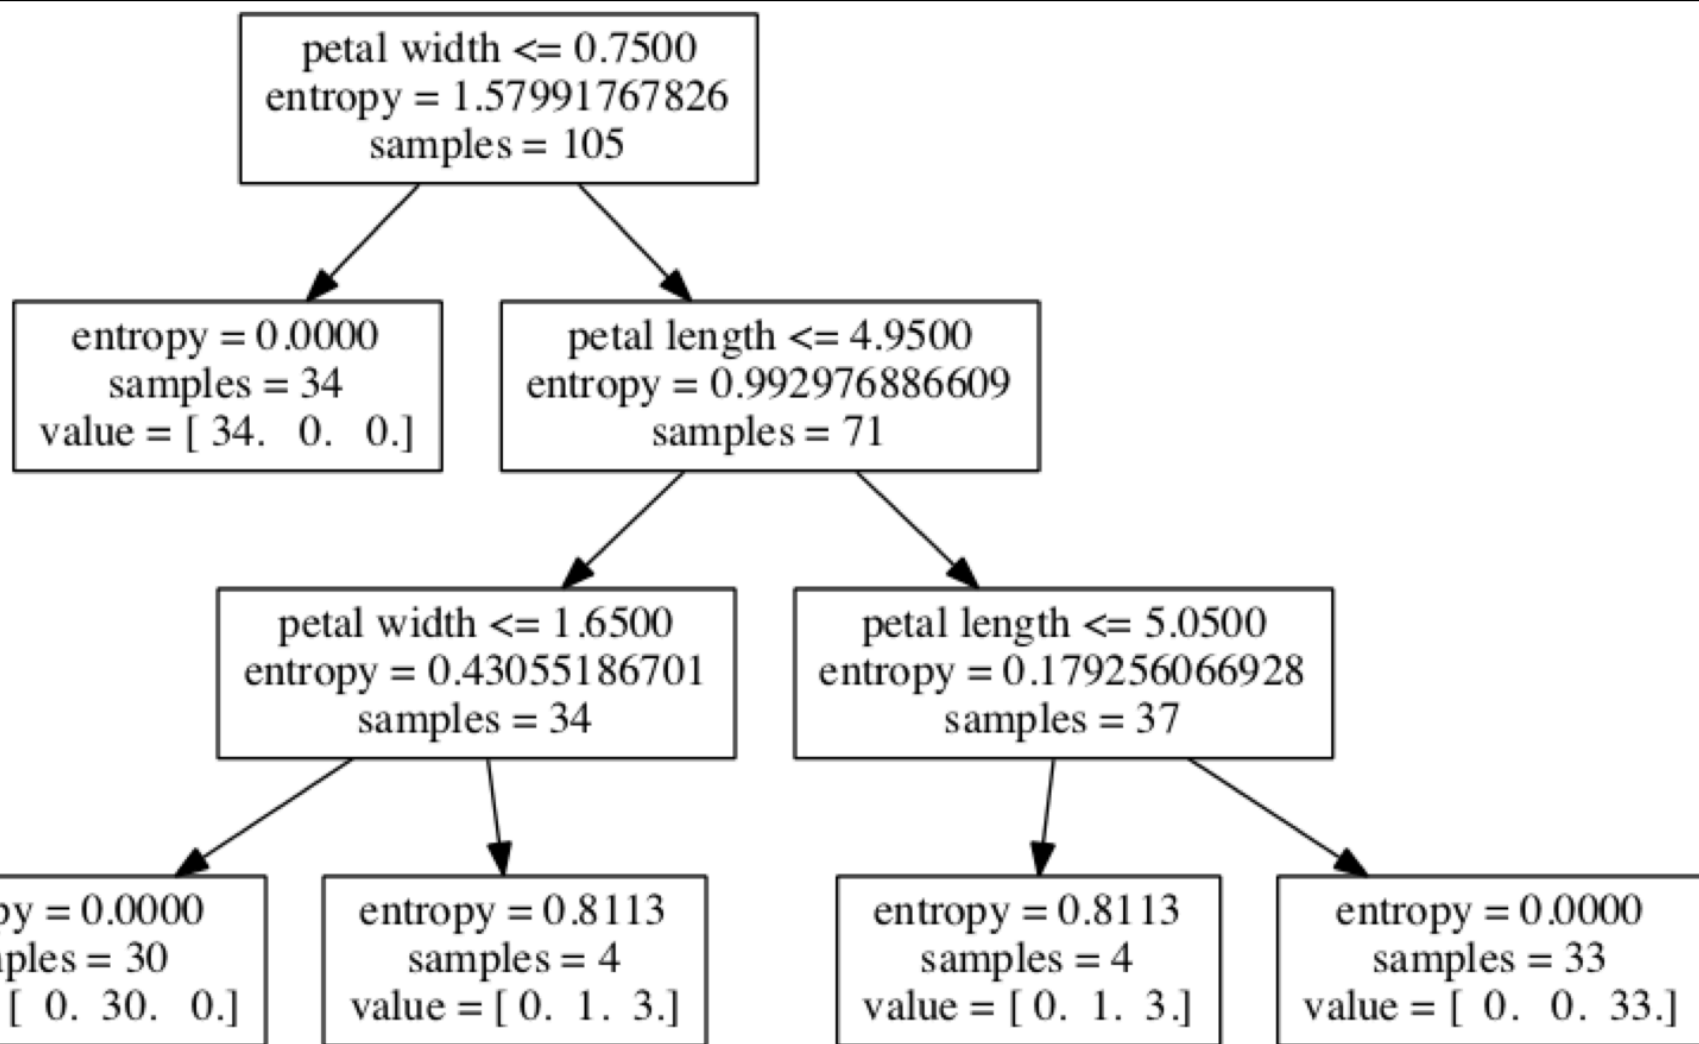 petal width <= 0.7500
entropy = 1.57991767826
samples = 105
entropy = 0.0000
samples = 34
value = [ 34. 0. 0.]
petal length <= 4.9500
entropy = 0.992976886609
samples = 71
petal width <= 1.6500
entropy = 0.43055186701
samples = 34
petal length <= 5.0500
entropy = 0.179256066928
samples = 37
py = 0.0000
ples = 30
[ 0. 30. 0.]
entropy = 0.8113
samples = 4
value = [ 0. 1. 3.]
entropy = 0.8113
samples = 4
value = [ 0. 1. 3.]
entropy = 0.0000
samples = 33
value = [ 0. 0. 33.]